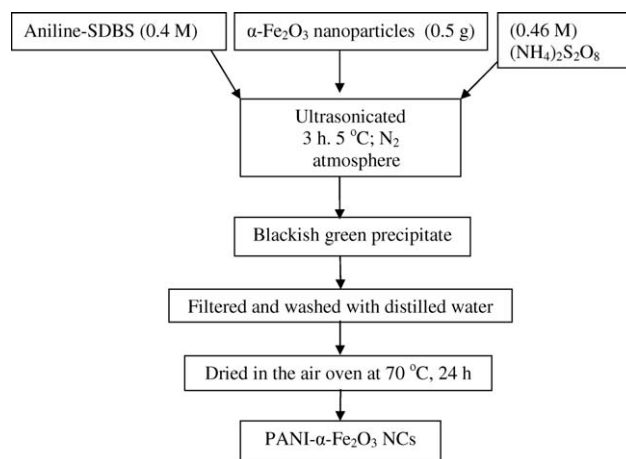 Aniline-SDBS (0.4 M)
α-Fe₂O₃ nanoparticles (0.5 g)
(0.46 M)
(NH4)2S2O8
Ultrasonicated
3 h. 5 °C; N₂
atmosphere
Blackish green precipitate
Filtered and washed with distilled water
Dried in the air oven at 70 °C, 24 h
PANI-α-Fe₂O₃ NCs